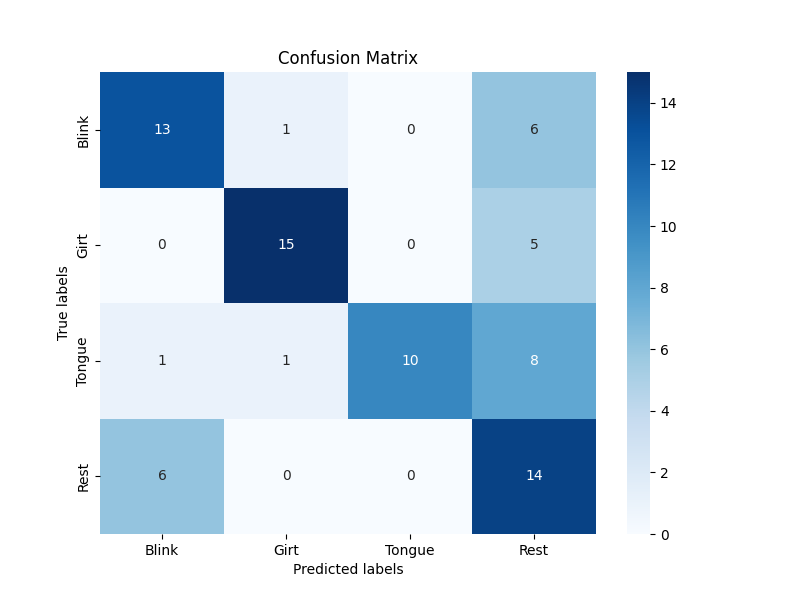 Confusion Matrix
True labels
Blink
13 1 0 6
Girt
0 15 0 5
Tongue
1 1 10 8
Rest
6 0 0 14
Blink Girt Tongue Rest
Predicted labels
14
12
10
8
6
4
2
0